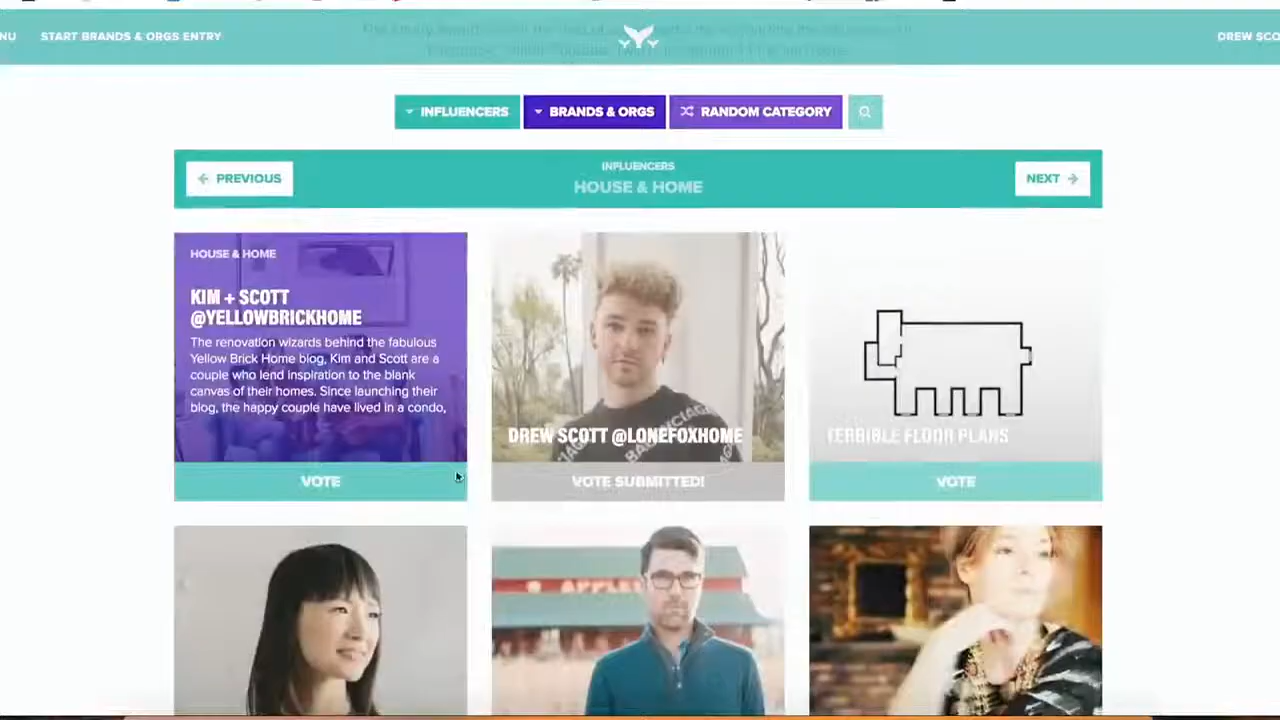 NU
START BRANDS & ORGS ENTRY
DREW SCO
INFLUENCERS
BRANDS & ORGS
RANDOM CATEGORY
PREVIOUS
INFLUENCERS
HOUSE & HOME
NEXT
HOUSE & HOME
KIM + SCOTT
@YELLOWBRICKHOME
The renovation wizards behind the fabulous
Yellow Brick Home blog, Kim and Scott are a
couple who lend inspiration to the blank
canvas of their homes. Since launching their
blog, the happy couple have lived in a condo,
VOTE
DREW SCOTT @LONEFOXHOME
VOTE SUBMITTED!
TERRIBLE FLOOR PLANS
VOTE
APPLE